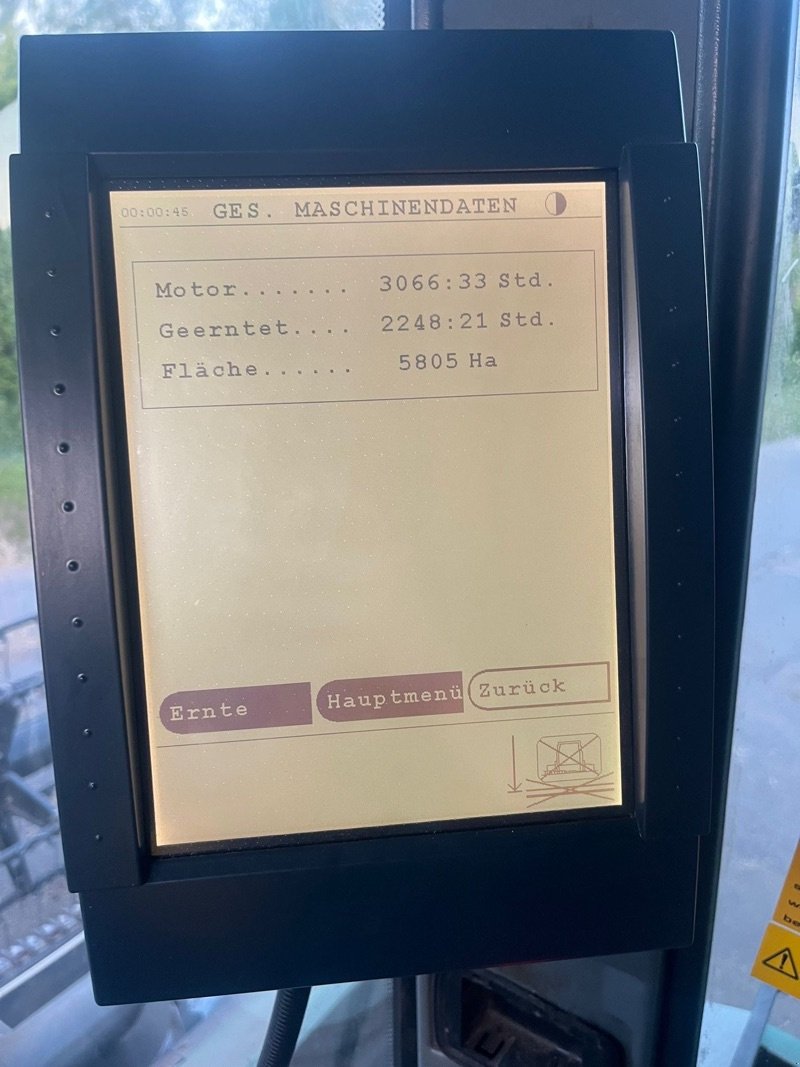 00:00:45 GES. MASCHINENDATEN
Motor....... 3066:33 Std.
Geerntet.... 2248:21 Std.
Fläche...... 5805 Ha
Ernte Hauptmenü Zurück